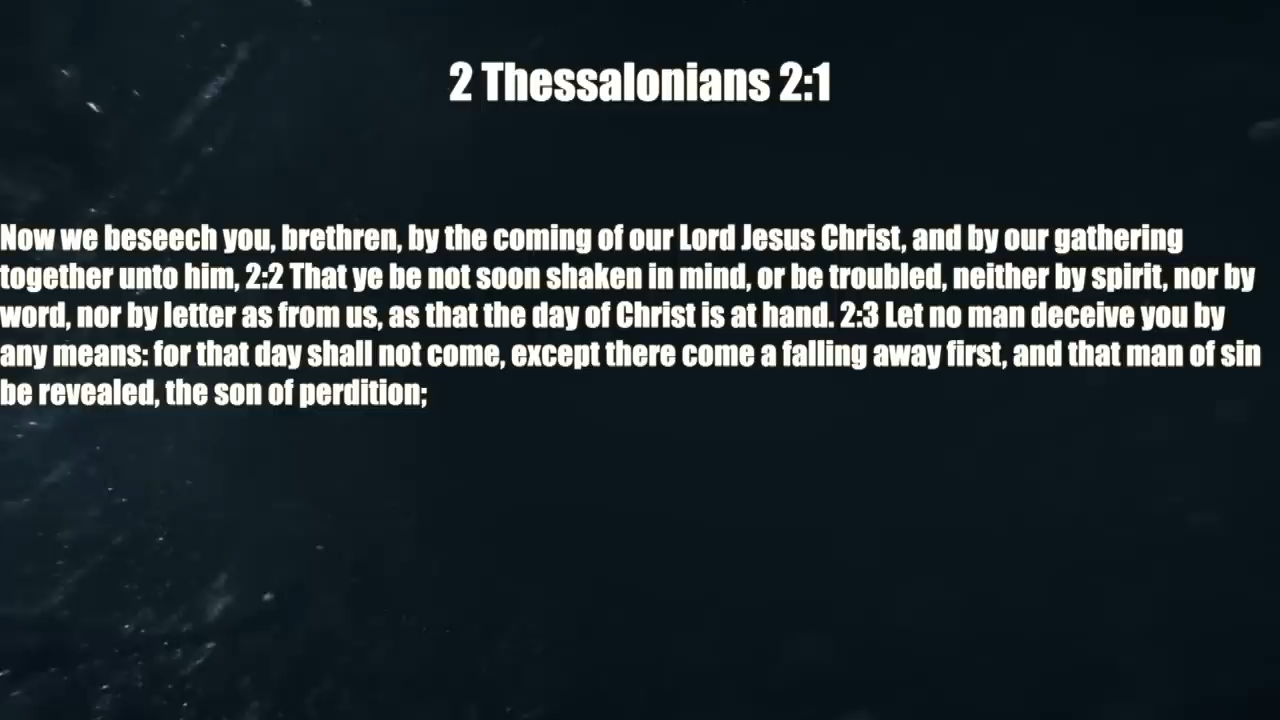 2 Thessalonians 2:1
Now we beseech you, brethren, by the coming of our Lord Jesus Christ, and by our gathering
together unto him, 2:2 That ye be not soon shaken in mind, or be troubled, neither by spirit, nor by
word, nor by letter as from us, as that the day of Christ is at hand. 2:3 Let no man deceive you by
any means: for that day shall not come, except there come a falling away first, and that man of sin
be revealed, the son of perdition;